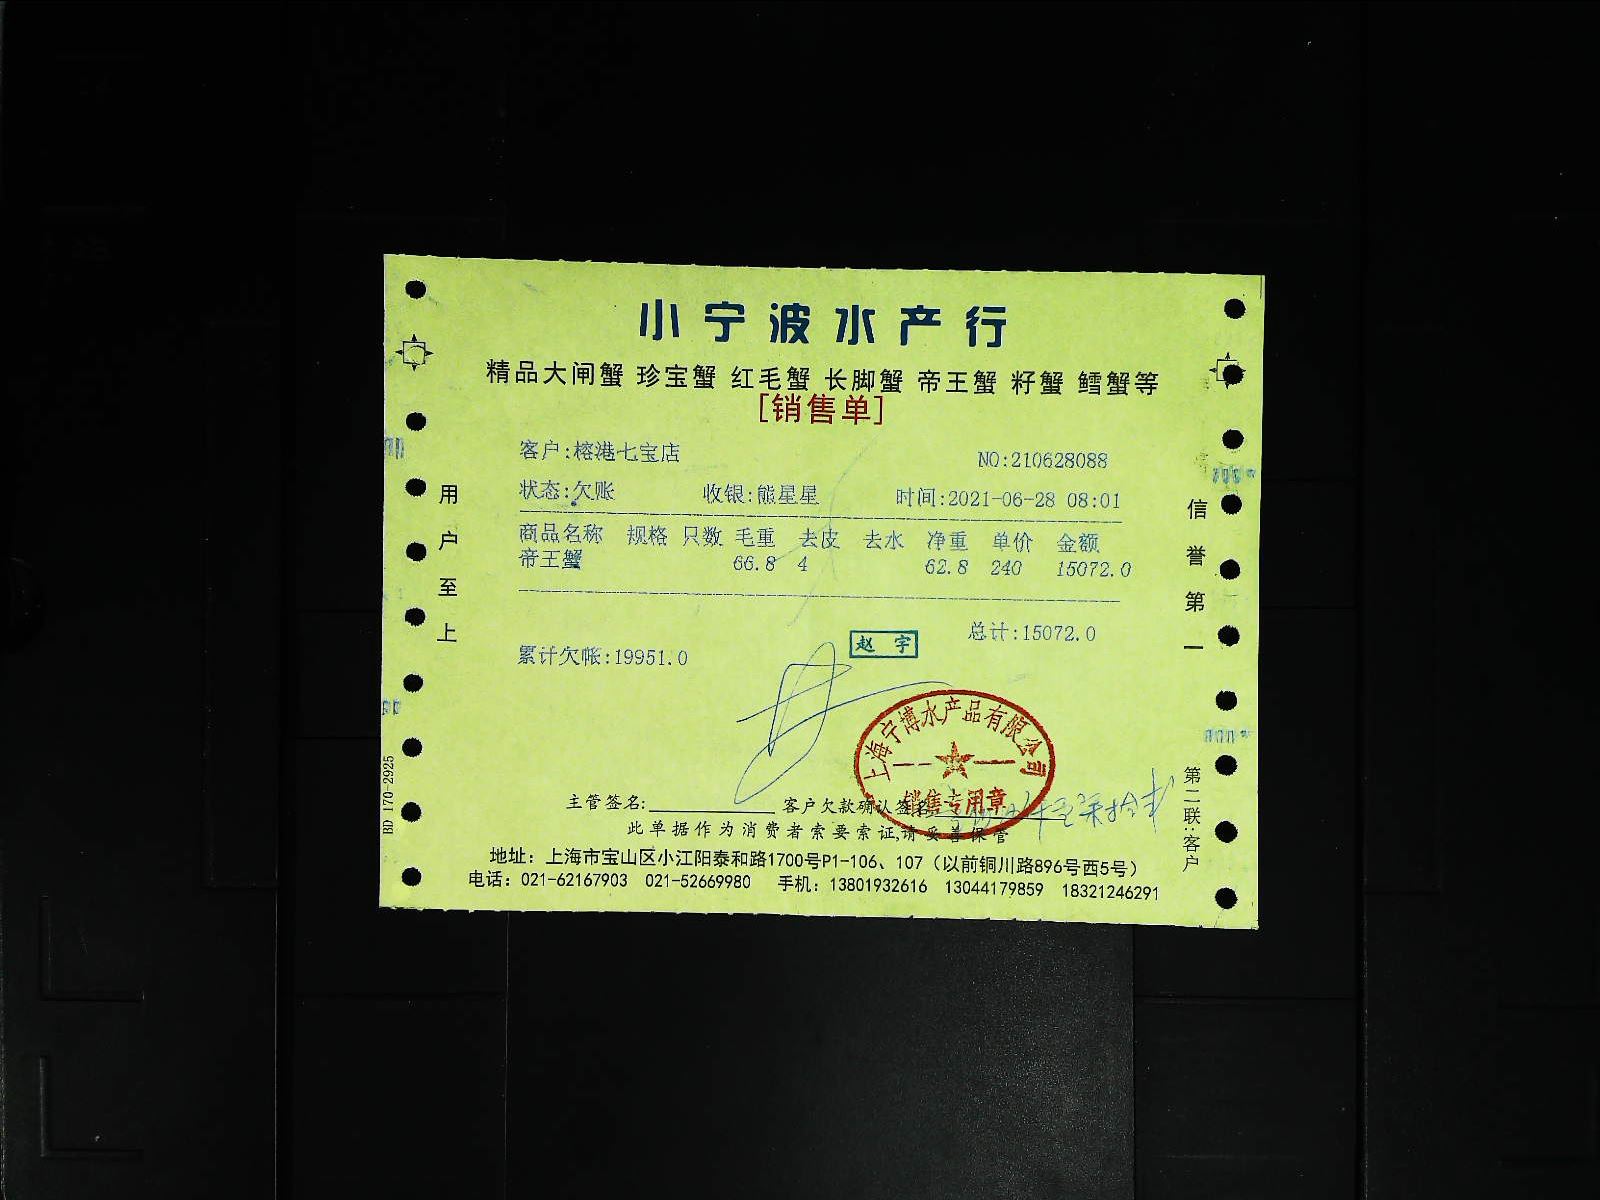 小宁波水产行
精品大闸蟹 珍宝蟹 红毛蟹 长脚蟹 帝王蟹 籽蟹 鳕蟹等
[销售单]
客户:榕港七宝店 NO:210628088
状态:欠账 收银:熊星星 时间:2021-06-28 08:01
商品名称 规格 只数 毛重 去皮 去水 净重 单价 金额
帝王蟹 66.8 4 62.8 240 15072.0
总计:15072.0
累计欠帐:19951.0
赵宇
上海宁博水产品有限公司
销售专用章
主管签名: 客户欠款确认签名
此单据作为消费者索要索证,请妥善保管
地址：上海市宝山区小江阳泰和路1700号P1-106、107（以前铜川路896号西5号）
电话：021-62167903 021-52669980 手机：13801932616 13044179859 18321246291
用户至上
信誉第一
第二联:客户
BD 170-2925